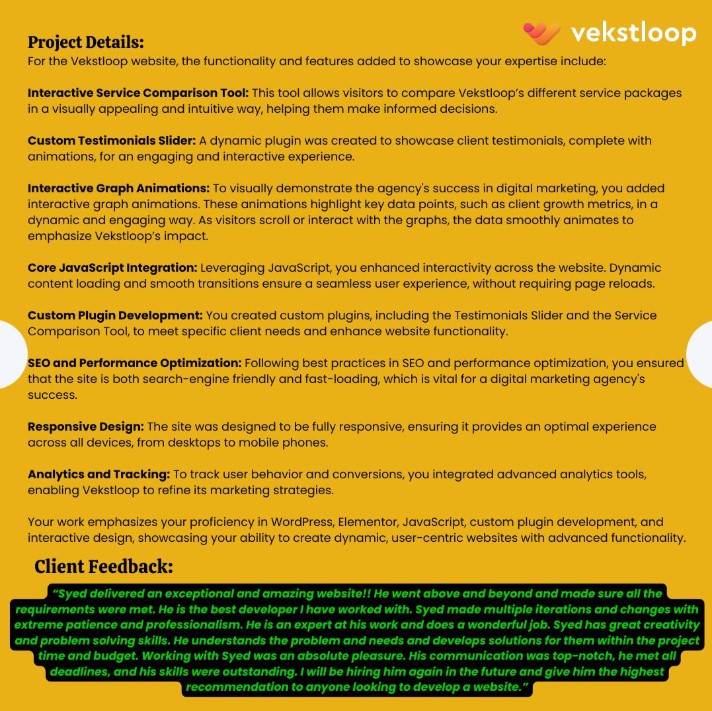 vekstloop
Project Details:
For the Vekstloop website, the functionality and features added to showcase your expertise include:
Interactive Service Comparison Tool: This tool allows visitors to compare Vekstloop's different service packages
in a visually appealing and intuitive way, helping them make informed decisions.
Custom Testimonials Slider: A dynamic plugin was created to showcase client testimonials, complete with
animations, for an engaging and interactive experience.
Interactive Graph Animations: To visually demonstrate the agency's success in digital marketing, you added
interactive graph animations. These animations highlight key data points, such as client growth metrics, in a
dynamic and engaging way. As visitors scroll or interact with the graphs, the data smoothly animates to
emphasize Vekstloop's impact.
Core JavaScript Integration: Leveraging JavaScript, you enhanced interactivity across the website. Dynamic
content loading and smooth transitions ensure a seamless user experience, without requiring page reloads.
Custom Plugin Development: You created custom plugins, including the Testimonials Slider and the Service
Comparison Tool, to meet specific client needs and enhance website functionality.
SEO and Performance Optimization: Following best practices in SEO and performance optimization, you ensured
that the site is both search-engine friendly and fast-loading, which is vital for a digital marketing agency's
success.
Responsive Design: The site was designed to be fully responsive, ensuring it provides an optimal experience
across all devices, from desktops to mobile phones.
Analytics and Tracking: To track user behavior and conversions, you integrated advanced analytics tools,
enabling Vekstloop to refine its marketing strategies.
Your work emphasizes your proficiency in WordPress, Elementor, JavaScript, custom plugin development, and
interactive design, showcasing your ability to create dynamic, user-centric websites with advanced functionality.
Client Feedback:
"Syed delivered an exceptional and amazing website!! He went above and beyond and made sure all the
requirements were met. He is the best developer I have worked with. Syed made multiple iterations and changes with
extreme patience and professionalism. He is an expert at his work and does a wonderful job. Syed has great creativity
and problem solving skills. He understands the problem and needs and develops solutions for them within the project
time and budget. Working with Syed was an absolute pleasure. His communication was top-notch, he met all
deadlines, and his skills were outstanding. I will be hiring him again in the future and give him the highest
recommendation to anyone looking to develop a website."